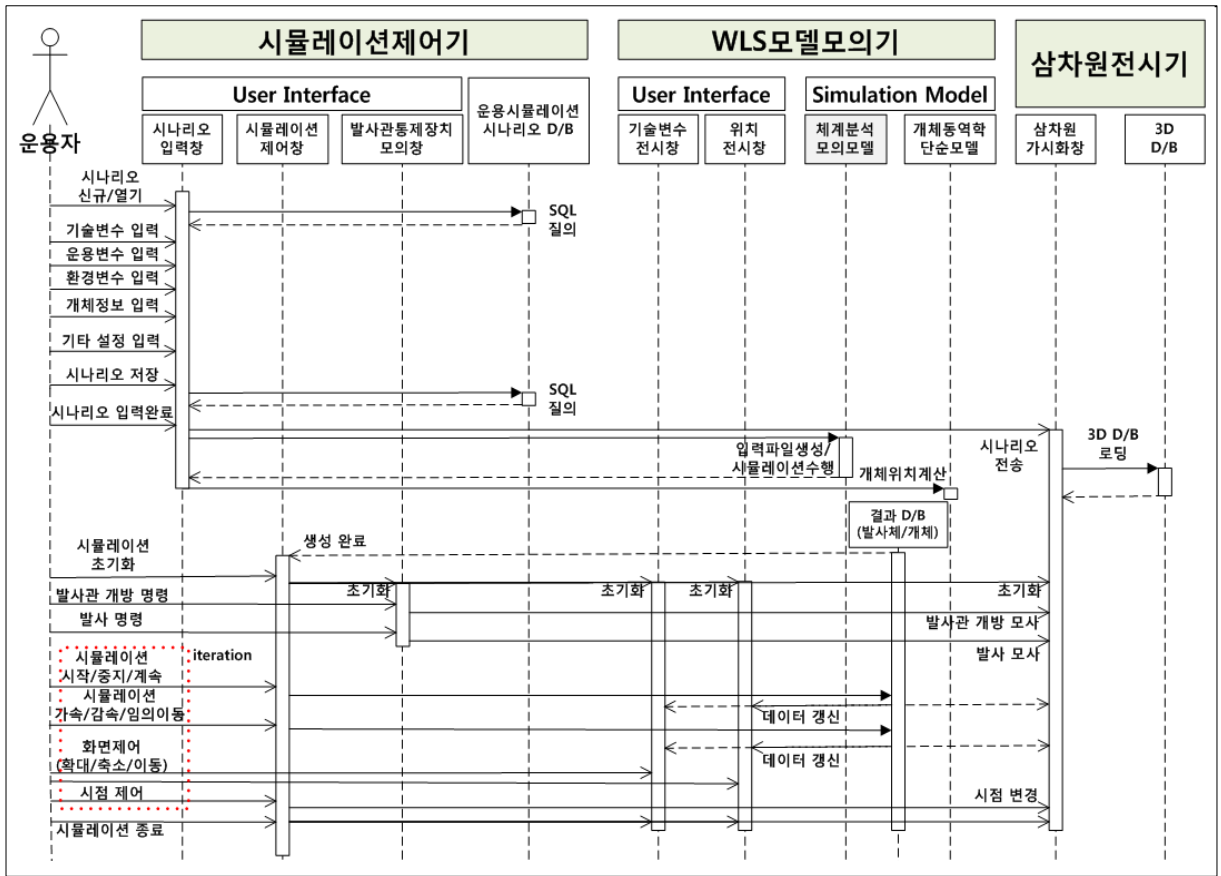 시뮬레이션제어기
WLS모델모의기
삼차원전시기
운용자
User Interface
운용시뮬레이션
시나리오 D/B
User Interface
Simulation Model
시나리오
입력창
시뮬레이션
제어창
발사관통제장치
모의창
기술변수
전시창
위치
전시창
체계분석
모의모델
개체동역학
단순모델
삼차원
가시화창
3D
D/B
시나리오
신규/열기
SQL
질의
기술변수 입력
운용변수 입력
환경변수 입력
개체정보 입력
기타 설정 입력
시나리오 저장
SQL
질의
시나리오 입력완료
입력파일생성/
시뮬레이션수행
시나리오
전송
3D D/B
로딩
개체위치계산
결과 D/B
(발사체/개체)
생성 완료
시뮬레이션
초기화
초기화
초기화
초기화
초기화
발사관 개방 명령
발사관 개방 모사
발사 명령
발사 모사
시뮬레이션
시작/중지/계속
iteration
시뮬레이션
가속/감속/임의이동
데이터 갱신
화면제어
(확대/축소/이동)
데이터 갱신
시점 제어
시점 변경
시뮬레이션 종료